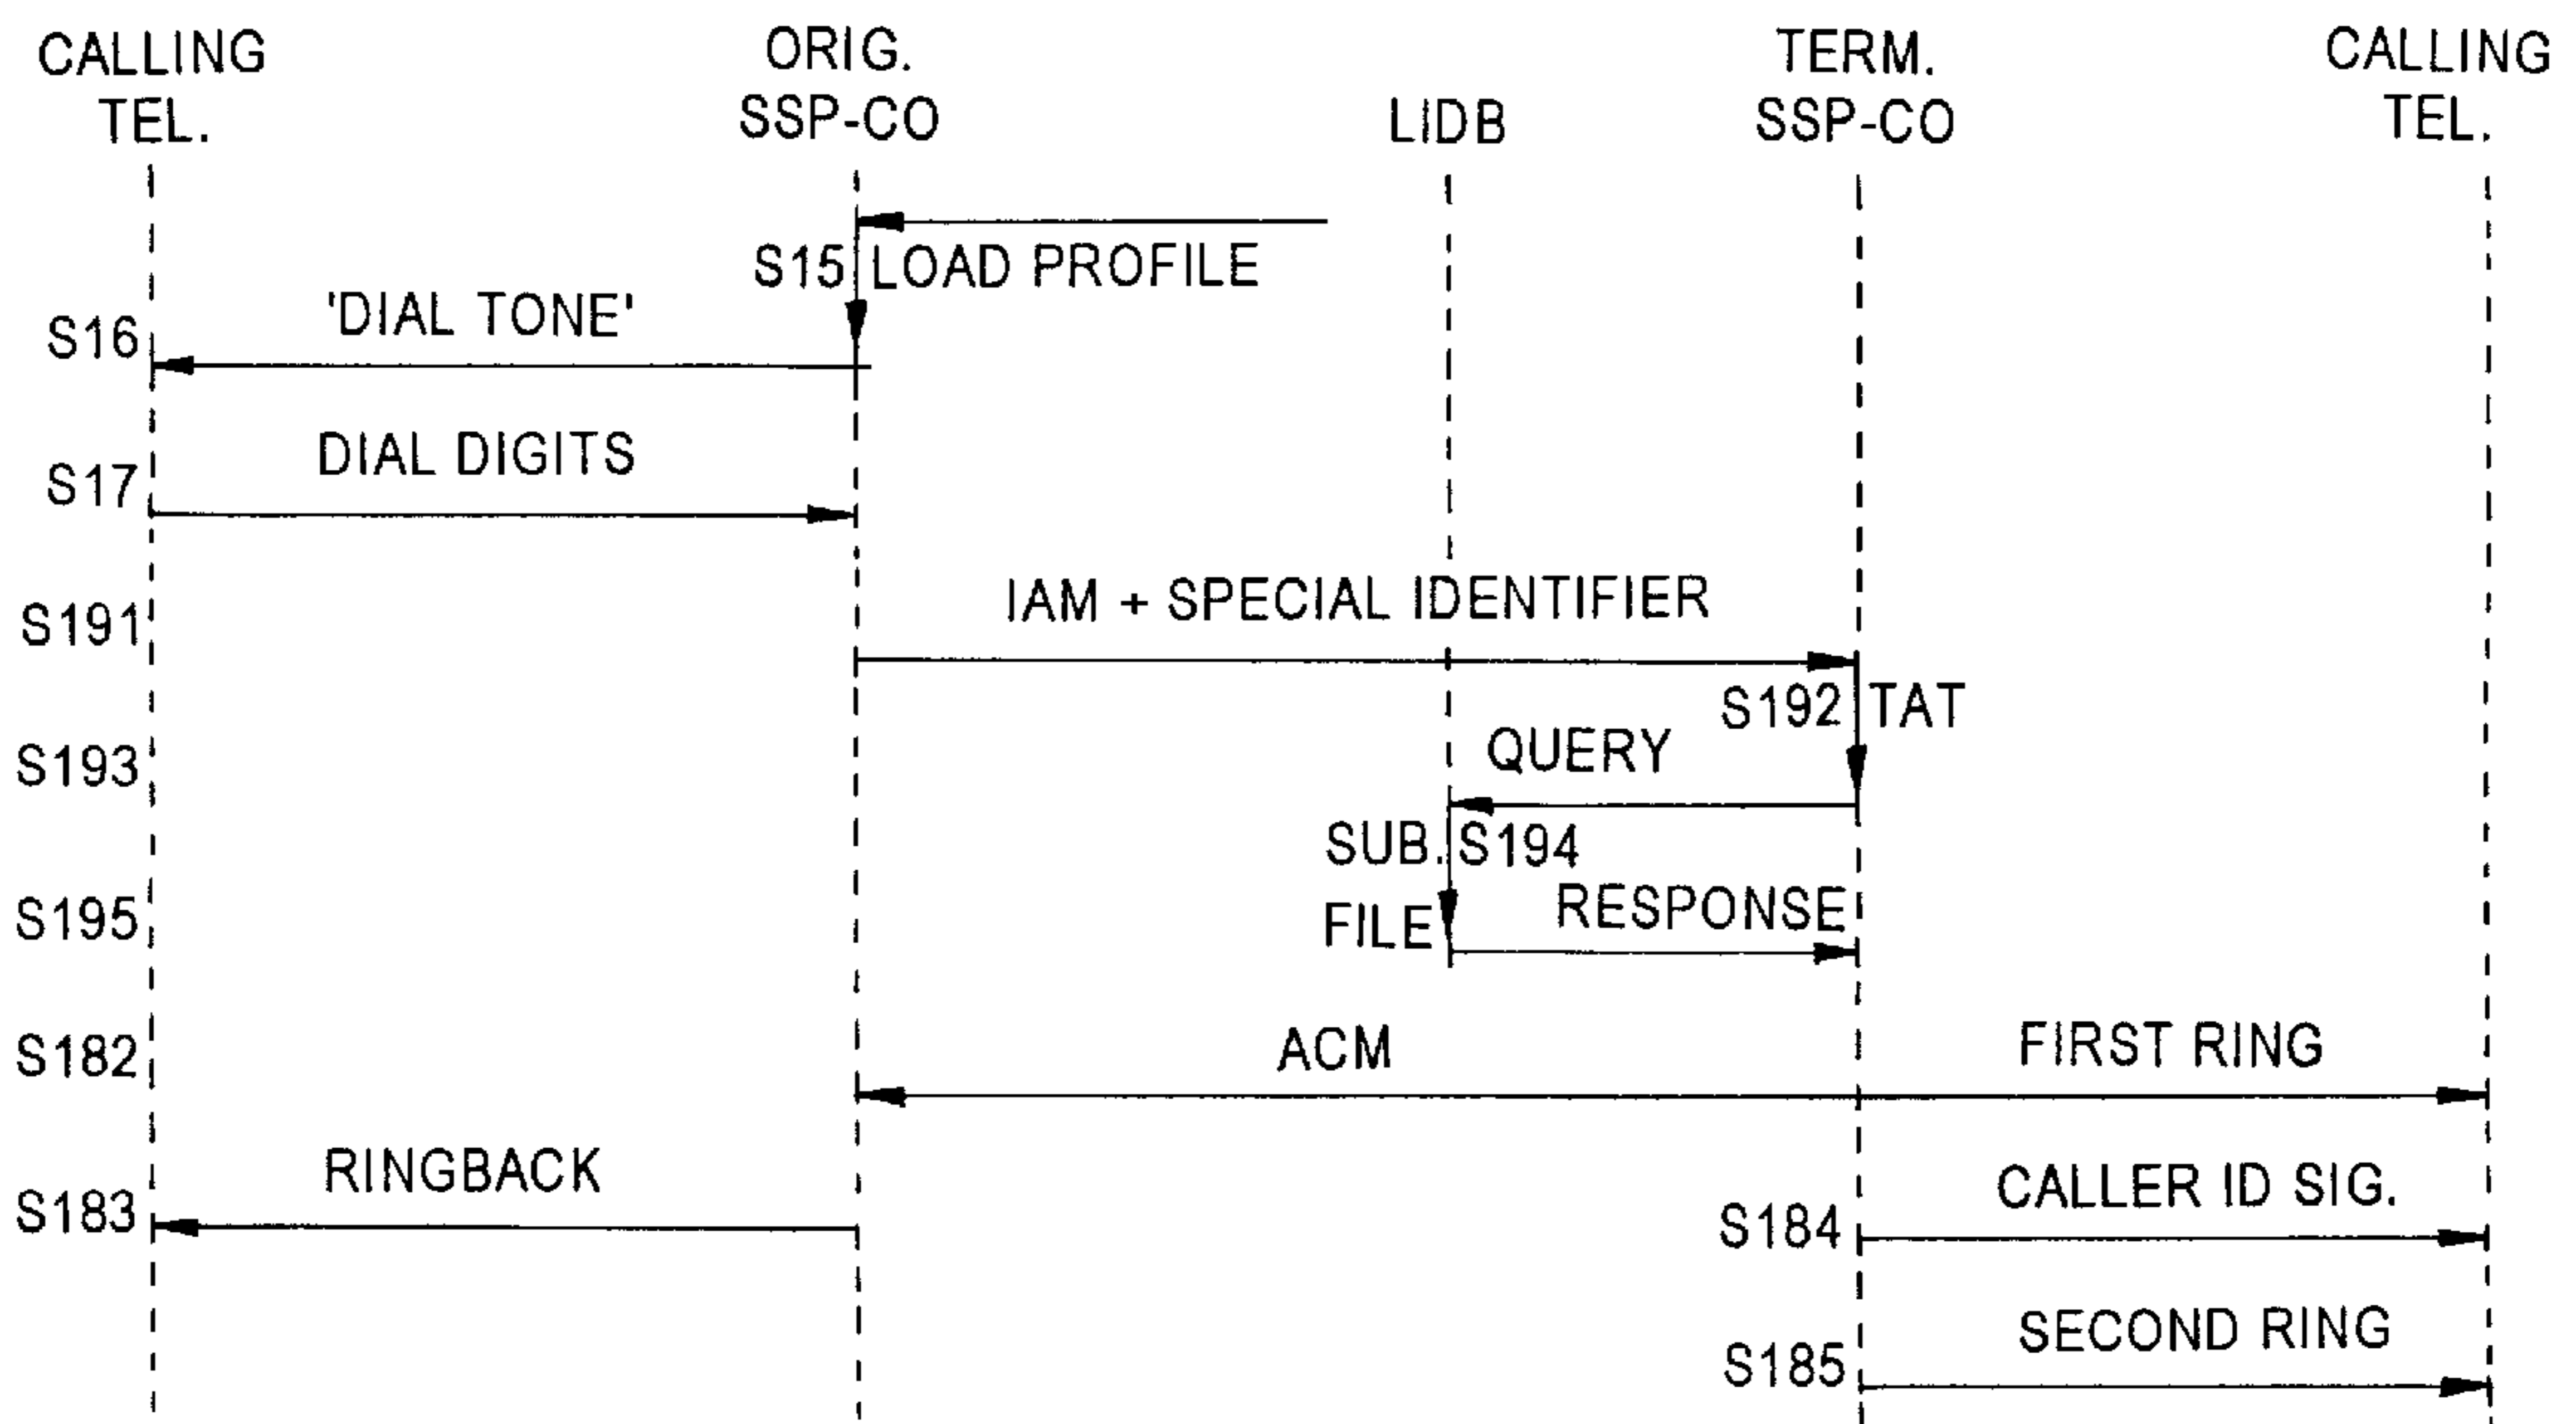 CALLING
TEL.
ORIG.
SSP-CO
LIDB
TERM.
SSP-CO
CALLING
TEL.
S15 LOAD PROFILE
S16 'DIAL TONE'
S17 DIAL DIGITS
S191 IAM + SPECIAL IDENTIFIER
S192 TAT
S193 QUERY
SUB. S194
FILE
S195 RESPONSE
S182 ACM FIRST RING
S183 RINGBACK
S184 CALLER ID SIG.
S185 SECOND RING